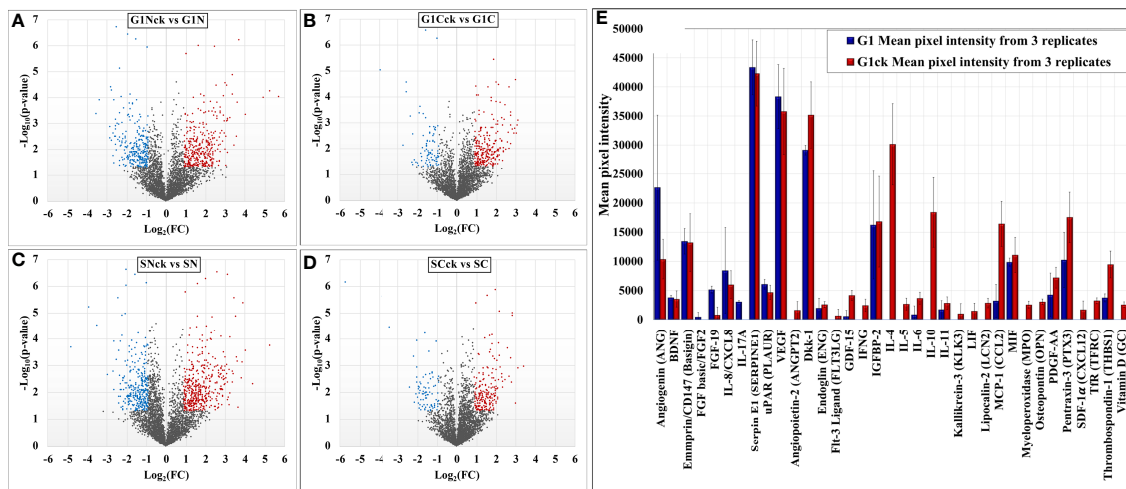 A
G1Nck vs G1N
-Log10(p-value)
7
6
5
4
3
2
1
0
-6 -5 -4 -3 -2 -1 0 1 2 3 4 5 6
Log2(FC)
B
G1Cck vs G1C
-Log10(p-value)
7
6
5
4
3
2
1
0
-6 -5 -4 -3 -2 -1 0 1 2 3 4 5 6
Log2(FC)
C
SNck vs SN
-Log10(p-value)
7
6
5
4
3
2
1
0
-6 -5 -4 -3 -2 -1 0 1 2 3 4 5 6
Log2(FC)
D
SCck vs SC
-Log10(p-value)
7
6
5
4
3
2
1
0
-6 -5 -4 -3 -2 -1 0 1 2 3 4 5 6
Log2(FC)
E
G1 Mean pixel intensity from 3 replicates
G1ck Mean pixel intensity from 3 replicates
Mean pixel intensity
50000
45000
40000
35000
30000
25000
20000
15000
10000
5000
0
Angiogenin (ANG)
BDNF
Emmprin/CD147 (Basigin)
FGF basic/FGF2
FGF-19
IL-8/CXCL8
IL-17A
Serpin E1 (SERPINE1)
uPAR (PLAUR)
VEGF
Angiopoietin-2 (ANGPT2)
Dkk-1
Endoglin (ENG)
Flt-3 Ligand (FLT3LG)
GDF-15
IFNG
IGFBP-2
IL-4
IL-5
IL-6
IL-10
IL-11
Kallikrein-3 (KLK3)
LIF
Lipocalin-2 (LCN2)
MCP-1 (CCL2)
MIF
Myeloperoxidase (MPO)
Osteopontin (OPN)
PDGF-AA
Pentraxin-3 (PTX3)
SDF-1α (CXCL12)
TfR (TFRC)
Thrombospondin-1 (THBS1)
Vitamin D (GC)